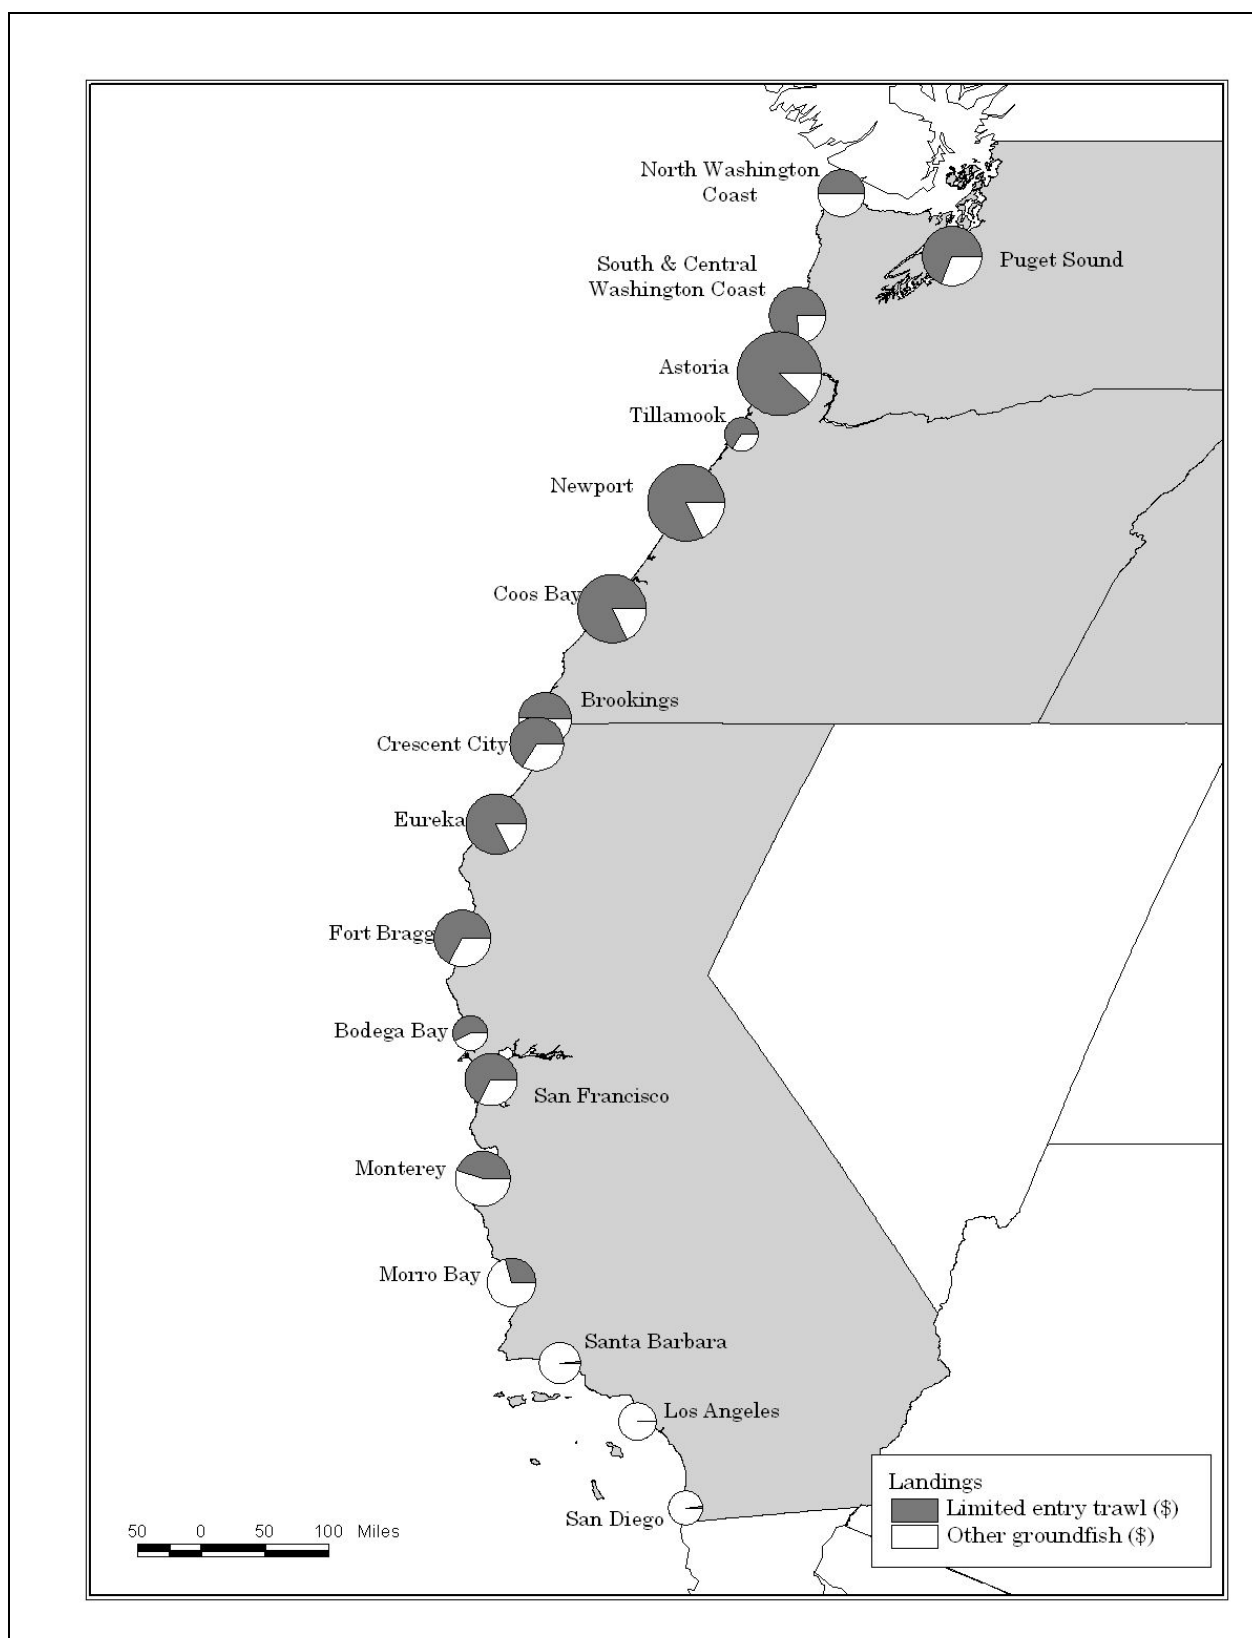 North Washington
Coast
Puget Sound
South & Central
Washington Coast
Astoria
Tillamook
Newport
Coos Bay
Brookings
Crescent City
Eureka
Fort Bragg
Bodega Bay
San Francisco
Monterey
Morro Bay
Santa Barbara
Los Angeles
San Diego
Landings
Limited entry trawl ($)
Other groundfish ($)
50 0 50 100 Miles